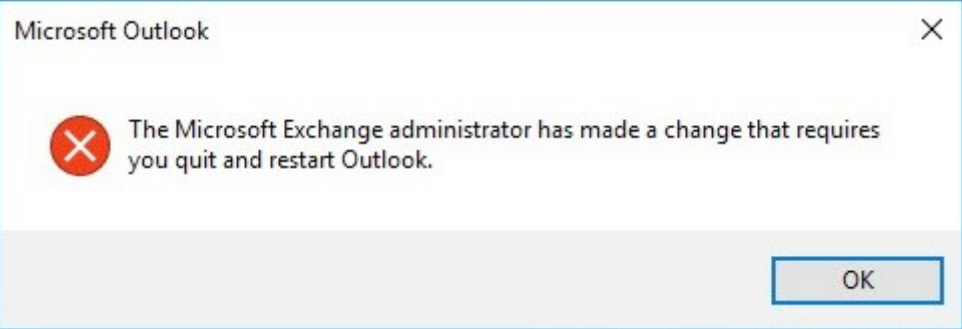 Microsoft Outlook
The Microsoft Exchange administrator has made a change that requires
you quit and restart Outlook.
OK